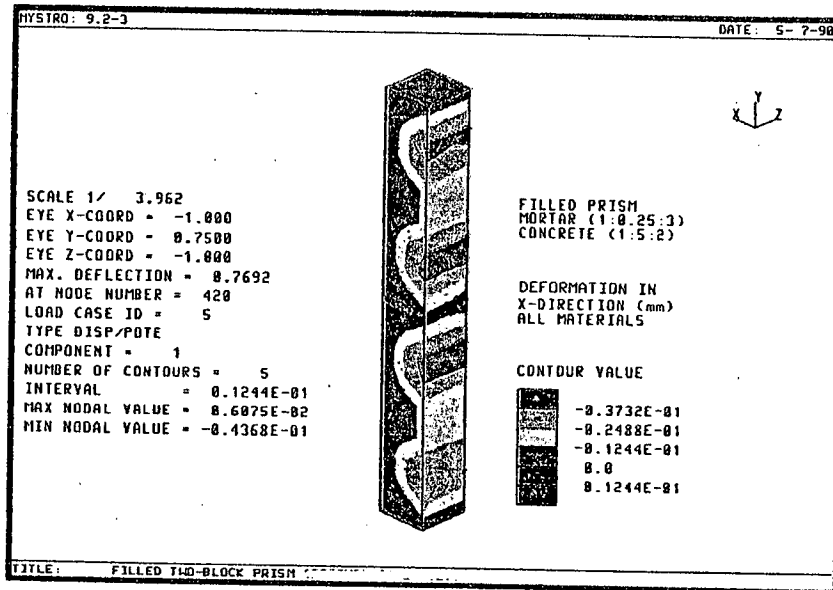 MYSTRO: 9.2-3
DATE: 5- 7-90
Y
X Z
SCALE 1/ 3.962
EYE X-COORD = -1.000
EYE Y-COORD = 0.7500
EYE Z-COORD = -1.000
MAX. DEFLECTION = 0.7692
AT NODE NUMBER = 420
LOAD CASE ID = 5
TYPE DISP/POTE
COMPONENT = 1
NUMBER OF CONTOURS = 5
INTERVAL = 0.1244E-01
MAX NODAL VALUE = 0.6075E-02
MIN NODAL VALUE = -0.4368E-01
FILLED PRISM
MORTAR (1:0.25:3)
CONCRETE (1:5:2)
DEFORMATION IN
X-DIRECTION (mm)
ALL MATERIALS
CONTOUR VALUE
-0.3732E-01
-0.2488E-01
-0.1244E-01
0.0
0.1244E-01
TITLE: FILLED TWO-BLOCK PRISM